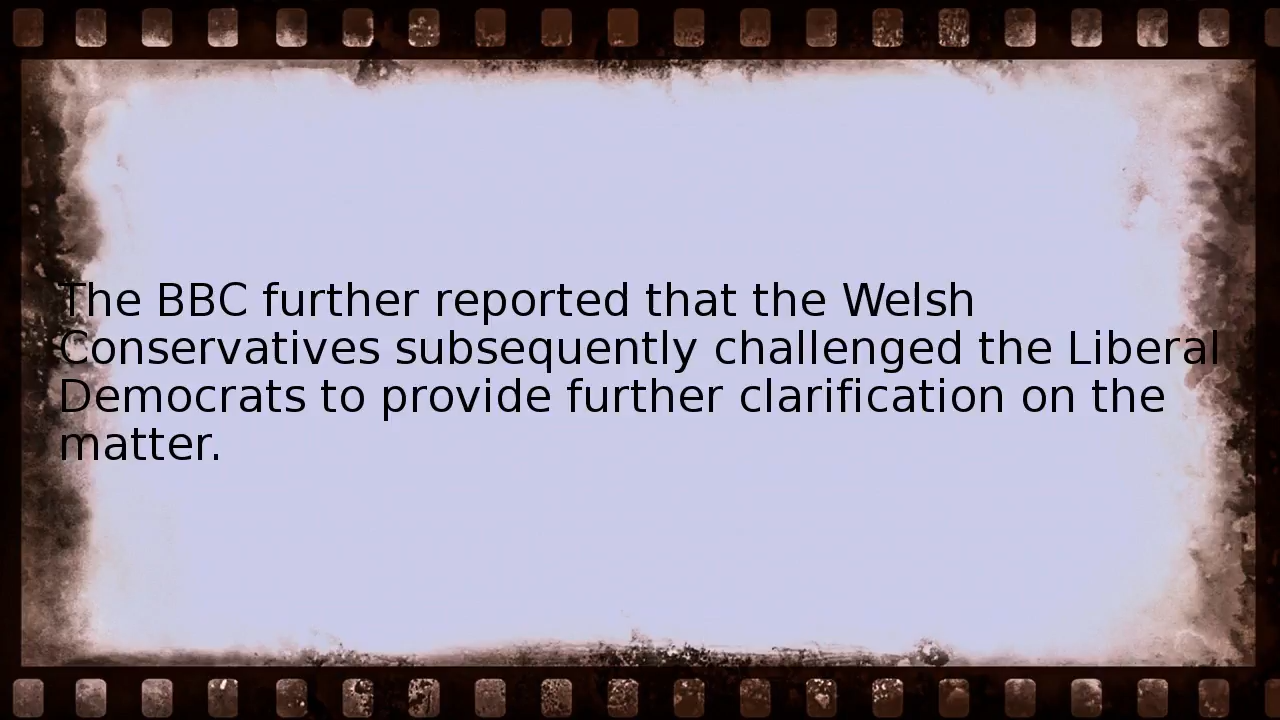 The BBC further reported that the Welsh
Conservatives subsequently challenged the Liberal
Democrats to provide further clarification on the
matter.